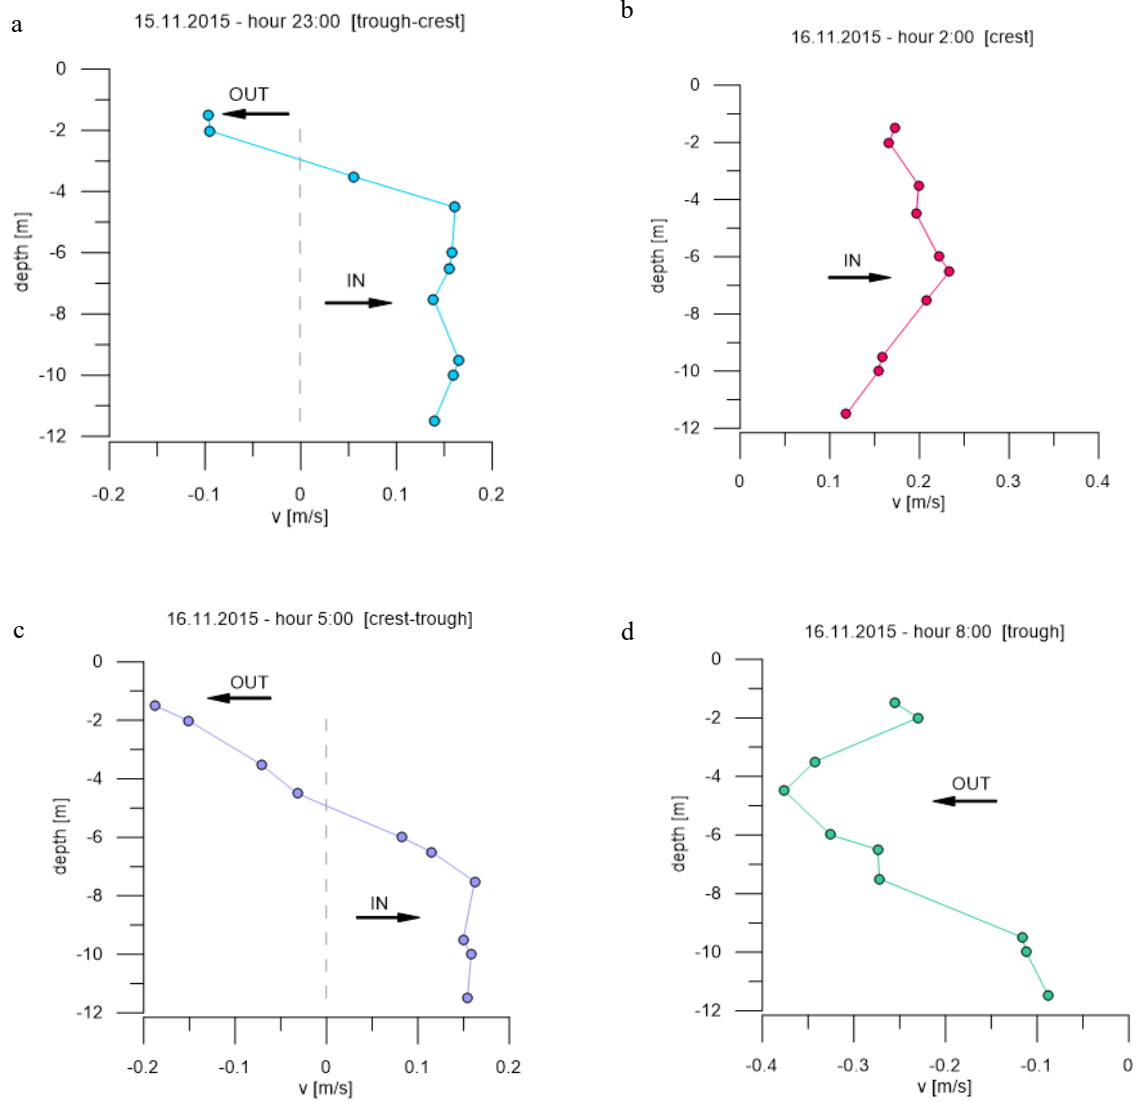 a
15.11.2015 - hour 23:00 [trough-crest]
OUT
IN
0
-2
-4
-6
-8
-10
-12
depth [m]
-0.2 -0.1 0 0.1 0.2
v [m/s]
b
16.11.2015 - hour 2:00 [crest]
IN
0
-2
-4
-6
-8
-10
-12
depth [m]
0 0.1 0.2 0.3 0.4
v [m/s]
c
16.11.2015 - hour 5:00 [crest-trough]
OUT
IN
0
-2
-4
-6
-8
-10
-12
depth [m]
-0.2 -0.1 0 0.1 0.2
v [m/s]
d
16.11.2015 - hour 8:00 [trough]
OUT
0
-2
-4
-6
-8
-10
-12
depth [m]
-0.4 -0.3 -0.2 -0.1 0
v [m/s]